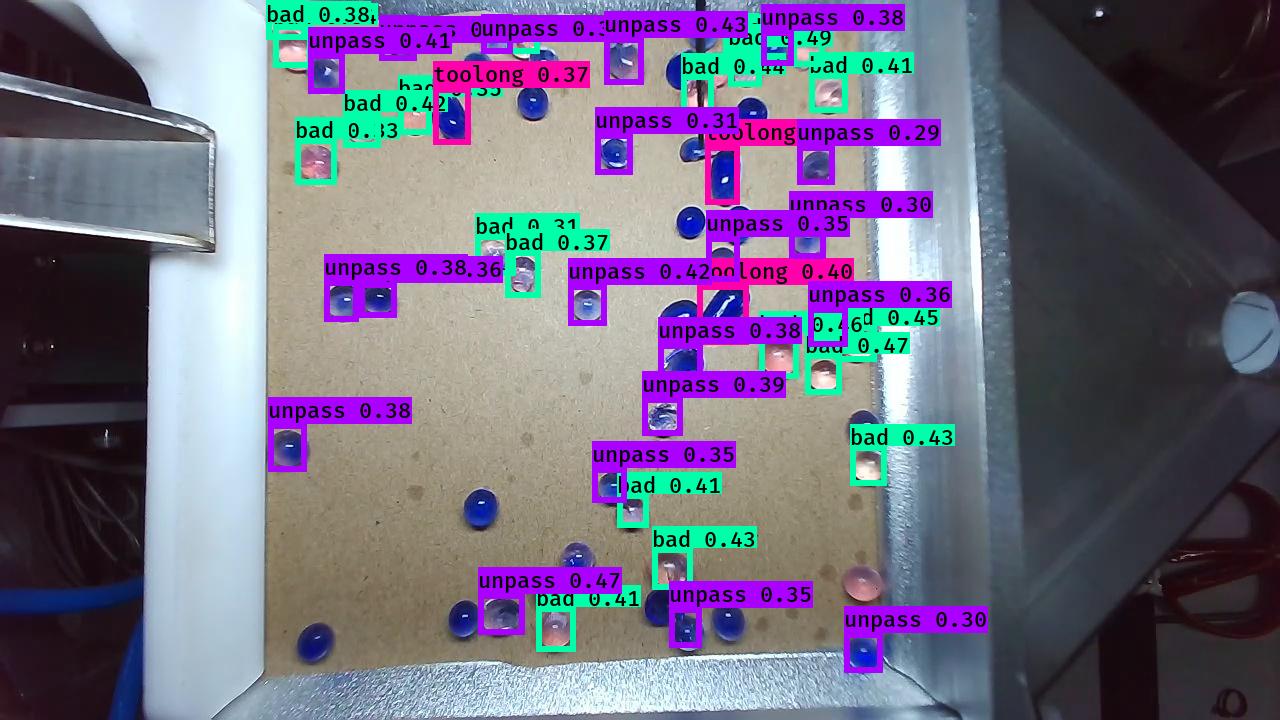 bad 0.38
unpass 0.43
unpass 0.38
unpass 0.41
bad 0.44
bad 0.41
toolong 0.37
bad 0.42
unpass 0.31
toolong
unpass 0.29
bad 0.33
unpass 0.30
bad 0.31
unpass 0.35
bad 0.37
unpass 0.38
unpass 0.42
toolong 0.40
unpass 0.36
0.46
0.45
unpass 0.38
bad 0.47
unpass 0.39
unpass 0.38
bad 0.43
unpass 0.35
bad 0.41
bad 0.43
unpass 0.47
bad 0.41
unpass 0.35
unpass 0.30